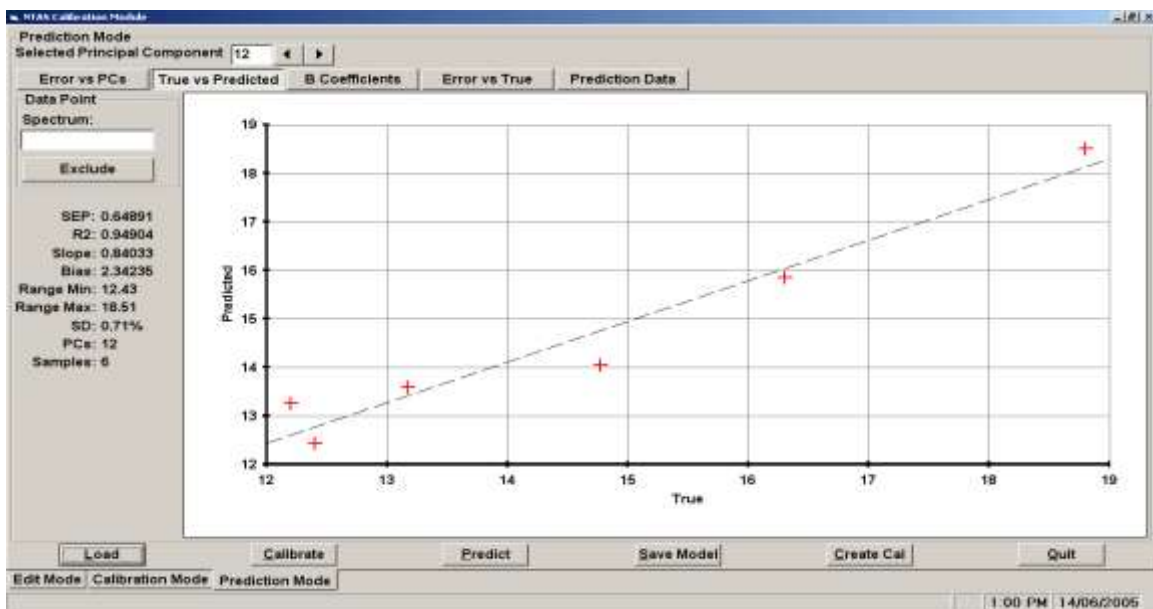 NTAS Calibration Module
Prediction Mode
Selected Principal Component 12
Error vs PCs True vs Predicted B Coefficients Error vs True Prediction Data
Data Point
Spectrum:
Exclude
SEP: 0.64891
R2: 0.94904
Slope: 0.84033
Bias: 2.34235
Range Min: 12.43
Range Max: 18.51
SD: 0.71%
PCs: 12
Samples: 6
19
18
17
16
15
14
13
12
Predicted
12 13 14 15 16 17 18 19
True
Load Calibrate Predict Save Model Create Cal Quit
Edit Mode Calibration Mode Prediction Mode
1:00 PM 14/06/2005